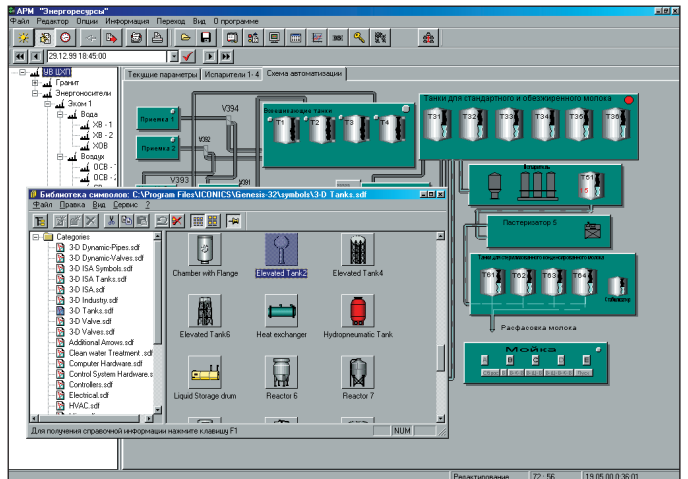 АРМ "Энергоресурсы"
Файл Редактор Опции Информация Переход Вид О программе
29.12.99 18:45:00
УВ ШХП
Гранит
Энергоносители
Эком 1
Вода
ХВ - 1
ХВ - 2
ХОВ
Воздух
ОСВ -
ОСВ -
Текущие параметры Испарители 1- 4 Схема автоматизации
Приемка 1
Приемка 2
V394
V392
V393
V391
T1 T2 T3 T4
Танки для стандартного и обезжиренного молока
T31 T32 T33 T34 T35 T36
T51
Пастеризатор 5
T61 T62 T63 T64
Расфасовка молока
Мойка
A B C D E
Библиотека символов: C:\Program Files\ICONICS\Genesis-32\symbols\3-D Tanks.sdf
Файл Правка Вид Сервис ?
Categories
3-D Dynamic-Pipes.sdf
3-D Dynamic-Valves.sdf
3-D ISA Symbols.sdf
3-D ISA Tanks.sdf
3-D ISA.sdf
3-D Industry.sdf
3-D Tanks.sdf
3-D Valve.sdf
3-D Valves.sdf
Additional Arrows.sdf
Clean water Treatment .sdf
Computer Hardware.sdf
Control System Hardware.s
Controllers.sdf
Electrical.sdf
HVAC.sdf
Chamber with Flange Elevated Tank2 Elevated Tank4
Elevated Tank6 Heat exchanger Hydropneumatic Tank
Liquid Storage drum Reactor 6 Reactor 7
Для получения справочной информации нажмите клавишу F1
NUM
Редактирование 72 : 56 19.05.00 0:36:01